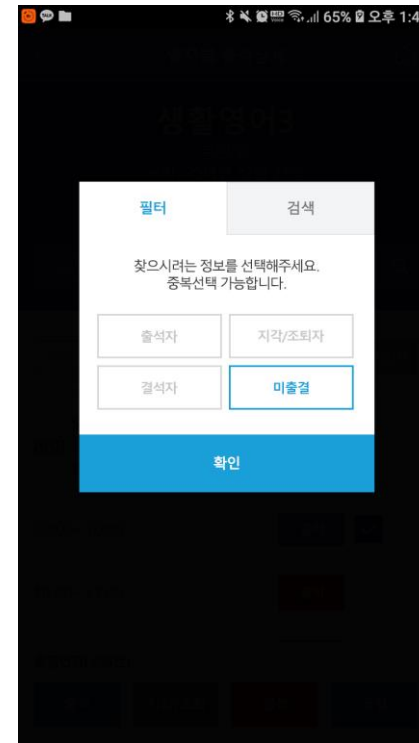 65% 오후 1:4
생활영어3
필터 검색
찾으시려는 정보를 선택해주세요.
중복선택 가능합니다.
출석자 지각/조퇴자
결석자 미출결
확인